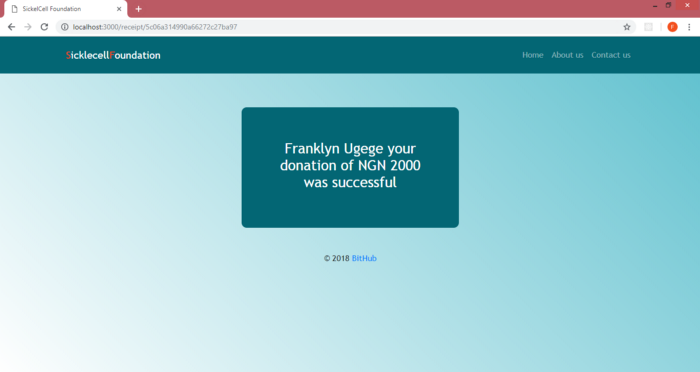 SickelCell Foundation
localhost:3000/receipt/5c06a314990a66272c27ba97
F
SicklecellFoundation
Home About us Contact us
Franklyn Ugege your
donation of NGN 2000
was successful
© 2018 BitHub